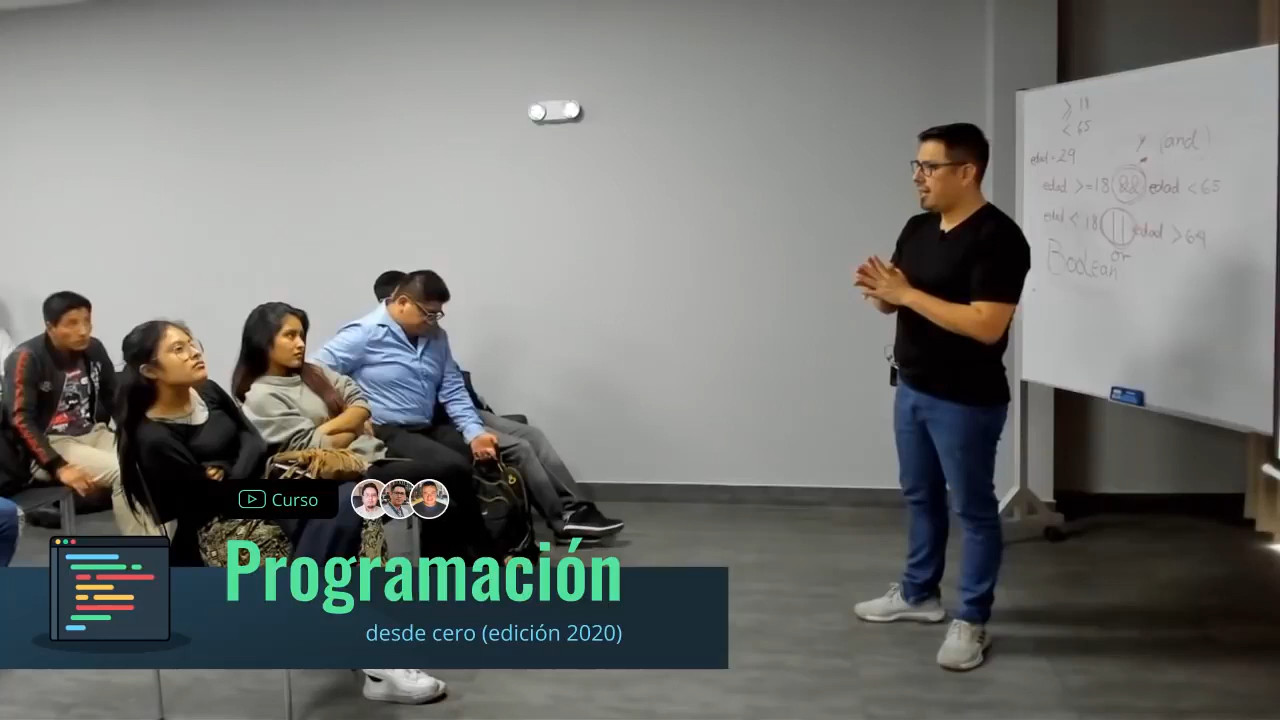 ≥ 18
< 65
y (and)
edad = 29
edad >= 18 && edad < 65
edad < 18 || edad > 64
or
Boolean
Curso
Programación
desde cero (edición 2020)